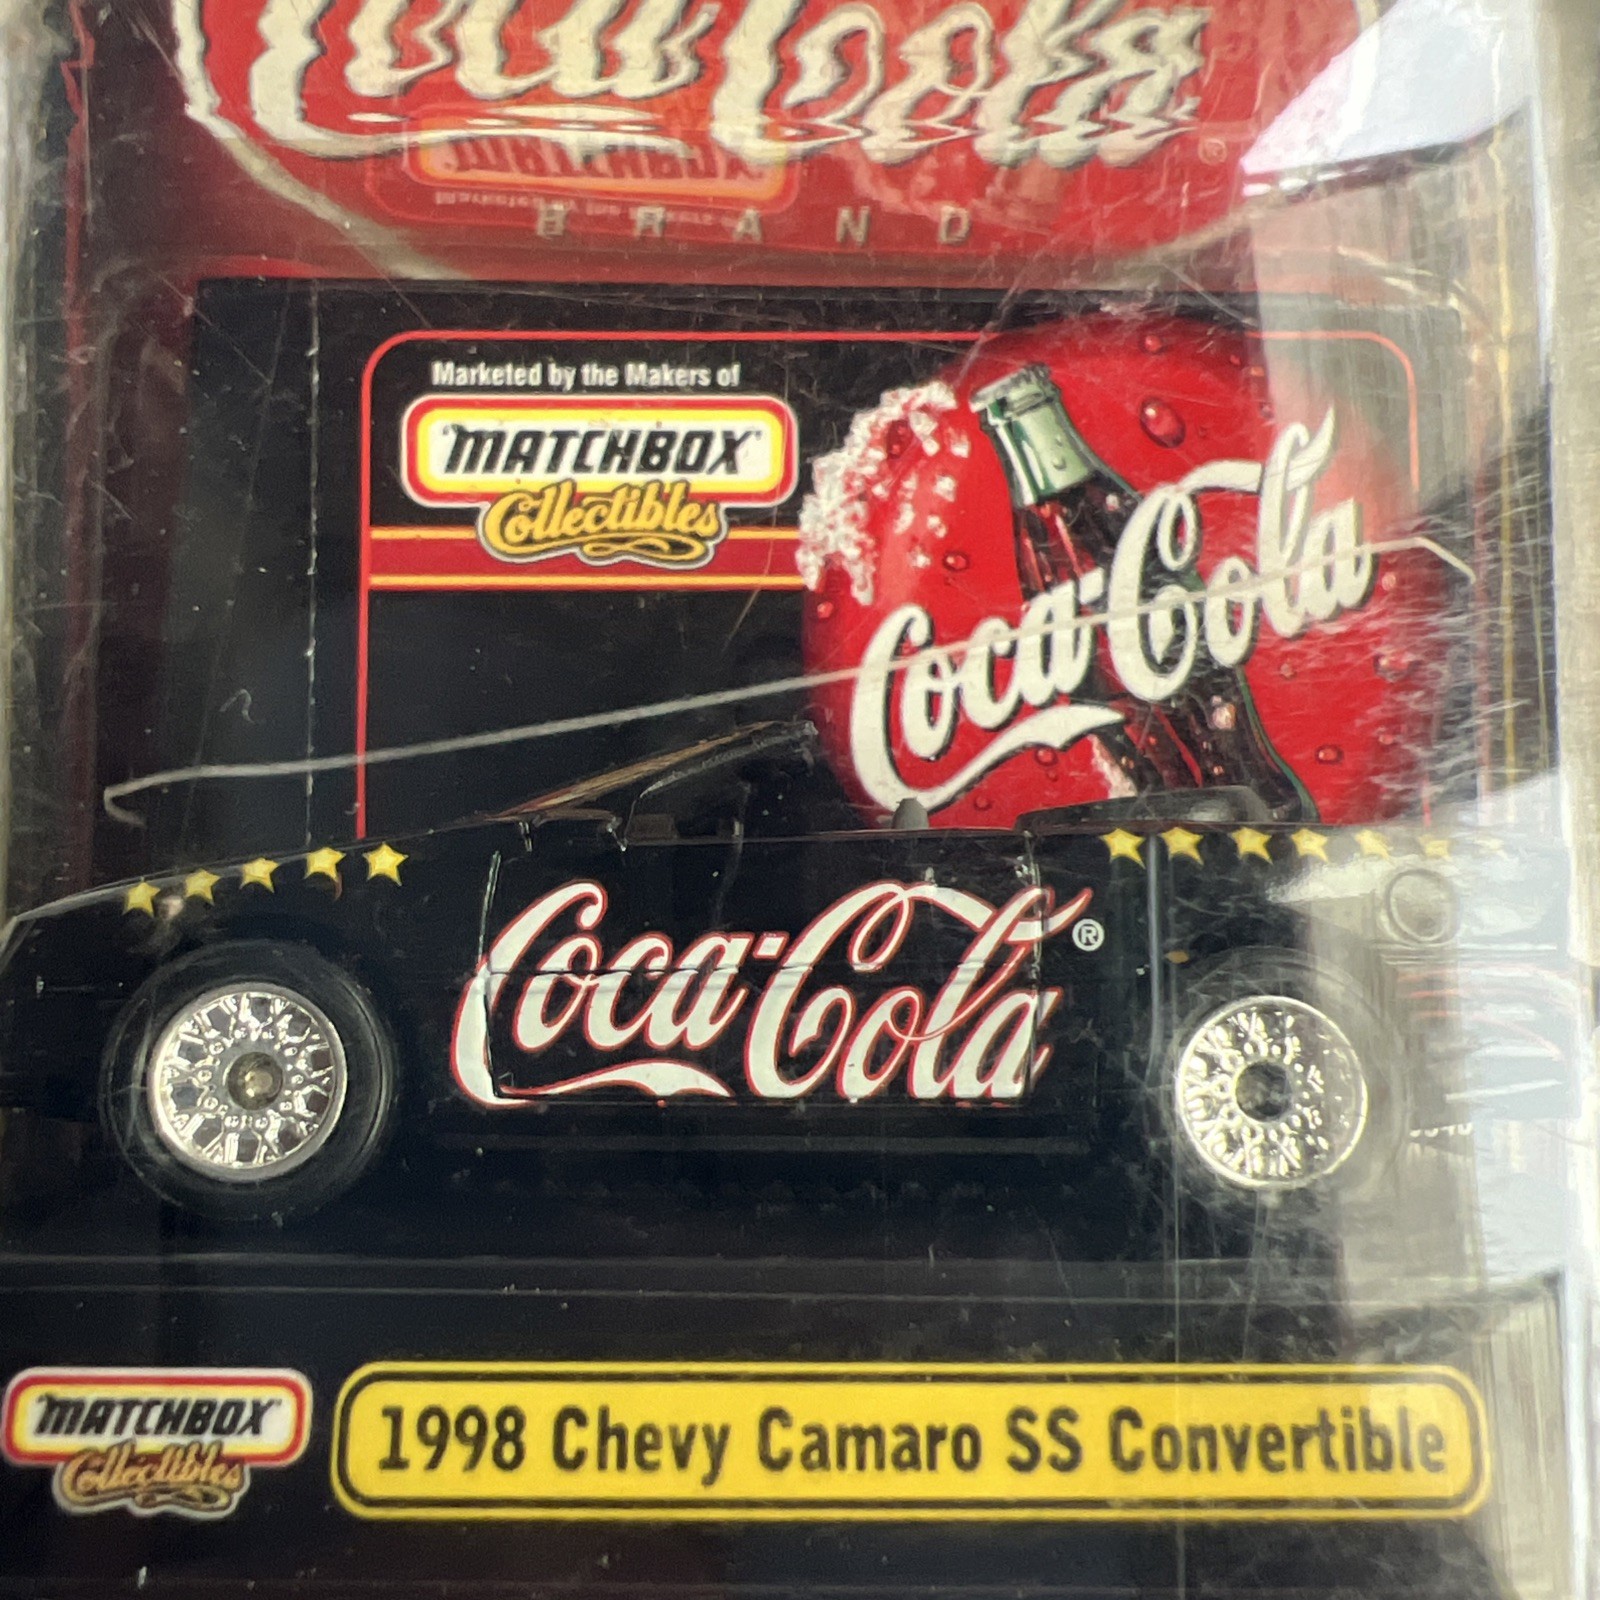 Coca-Cola
BRAND
Marketed by the Makers of
MATCHBOX
Collectibles
Coca-Cola
Coca-Cola®
MATCHBOX
Collectibles
1998 Chevy Camaro SS Convertible